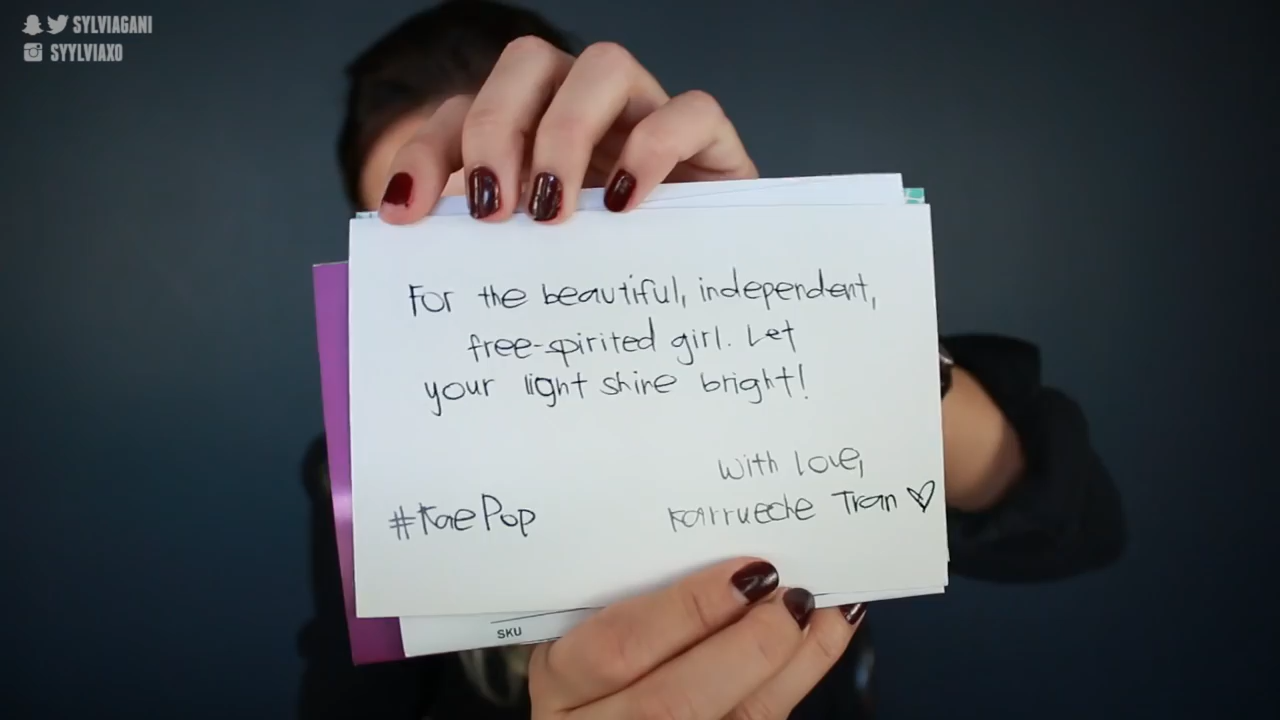 SYLVIAGANI
SYYLVIAXO
For the beautiful, independent,
free-spirited girl. Let
your light shine bright!
With love,
#KaePop
Karrueche Tran ♡
SKU